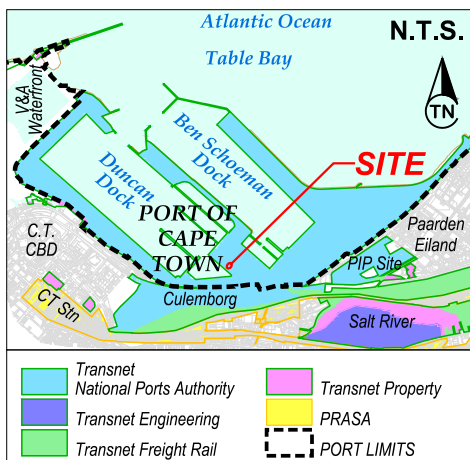 Atlantic Ocean
N.T.S.
Table Bay
TN
V&A
Waterfront
Ben Schoeman
Dock
Duncan
Dock
SITE
PORT OF
CAPE
TOWN
C.T.
CBD
Paarden
Eiland
PIP Site
CT Stn
Culemborg
Salt River
Transnet
National Ports Authority
Transnet Property
Transnet Engineering
PRASA
Transnet Freight Rail
PORT LIMITS